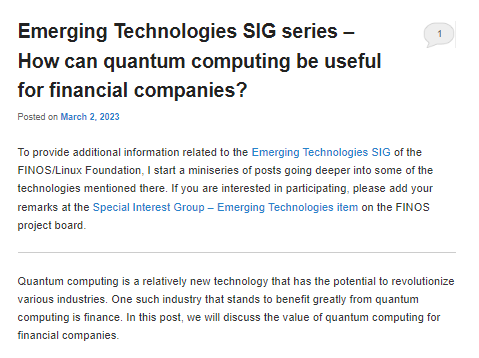 Emerging Technologies SIG series –
How can quantum computing be useful
for financial companies?
1
Posted on March 2, 2023
To provide additional information related to the Emerging Technologies SIG of the
FINOS/Linux Foundation, I start a miniseries of posts going deeper into some of the
technologies mentioned there. If you are interested in participating, please add your
remarks at the Special Interest Group – Emerging Technologies item on the FINOS
project board.
Quantum computing is a relatively new technology that has the potential to revolutionize
various industries. One such industry that stands to benefit greatly from quantum
computing is finance. In this post, we will discuss the value of quantum computing for
financial companies.